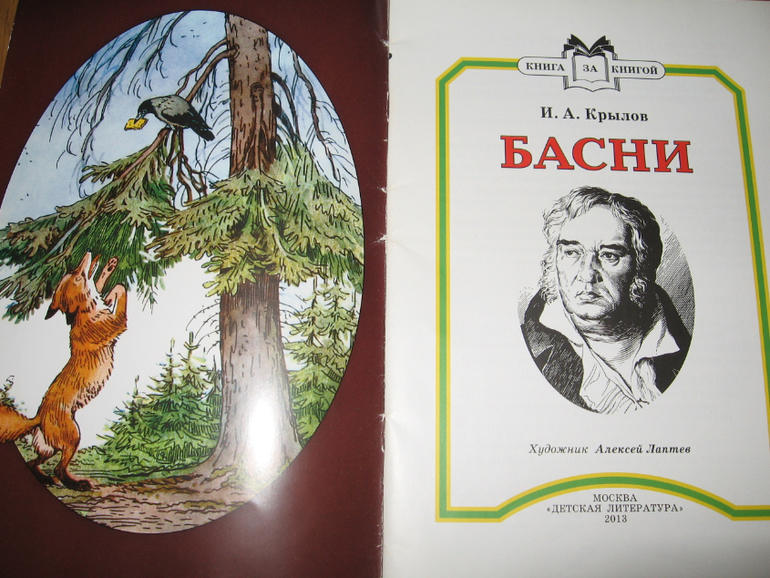 КНИГА ЗА КНИГОЙ
И. А. Крылов
БАСНИ
Художник Алексей Лаптев
МОСКВА
«ДЕТСКАЯ ЛИТЕРАТУРА»
2013